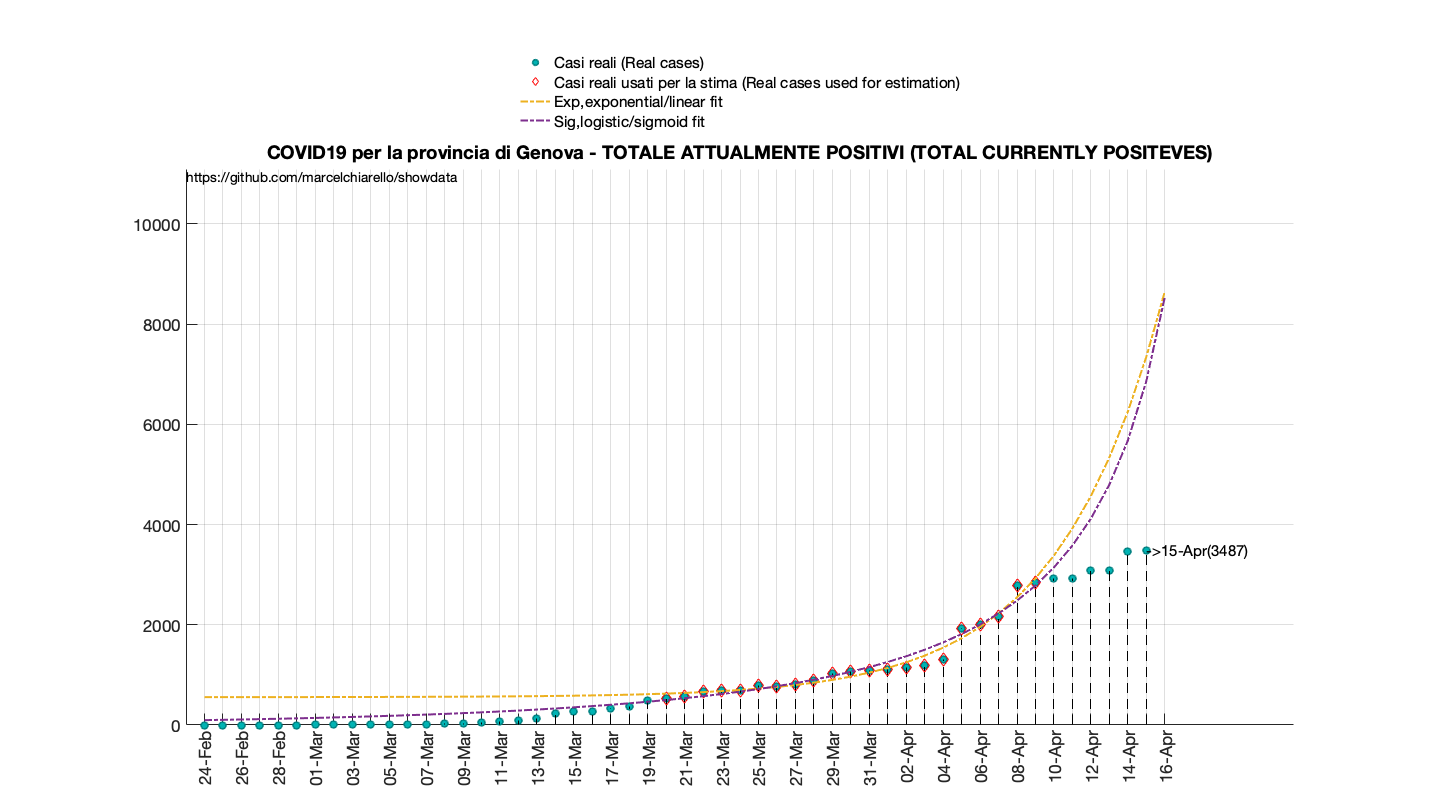 Casi reali (Real cases)
Casi reali usati per la stima (Real cases used for estimation)
Exp,exponential/linear fit
Sig,logistic/sigmoid fit
COVID19 per la provincia di Genova - TOTALE ATTUALMENTE POSITIVI (TOTAL CURRENTLY POSITEVES)
https://github.com/marcelchiarello/showdata
10000
8000
6000
4000
2000
0
>15-Apr(3487)
24-Feb
26-Feb
28-Feb
01-Mar
03-Mar
05-Mar
07-Mar
09-Mar
11-Mar
13-Mar
15-Mar
17-Mar
19-Mar
21-Mar
23-Mar
25-Mar
27-Mar
29-Mar
31-Mar
02-Apr
04-Apr
06-Apr
08-Apr
10-Apr
12-Apr
14-Apr
16-Apr